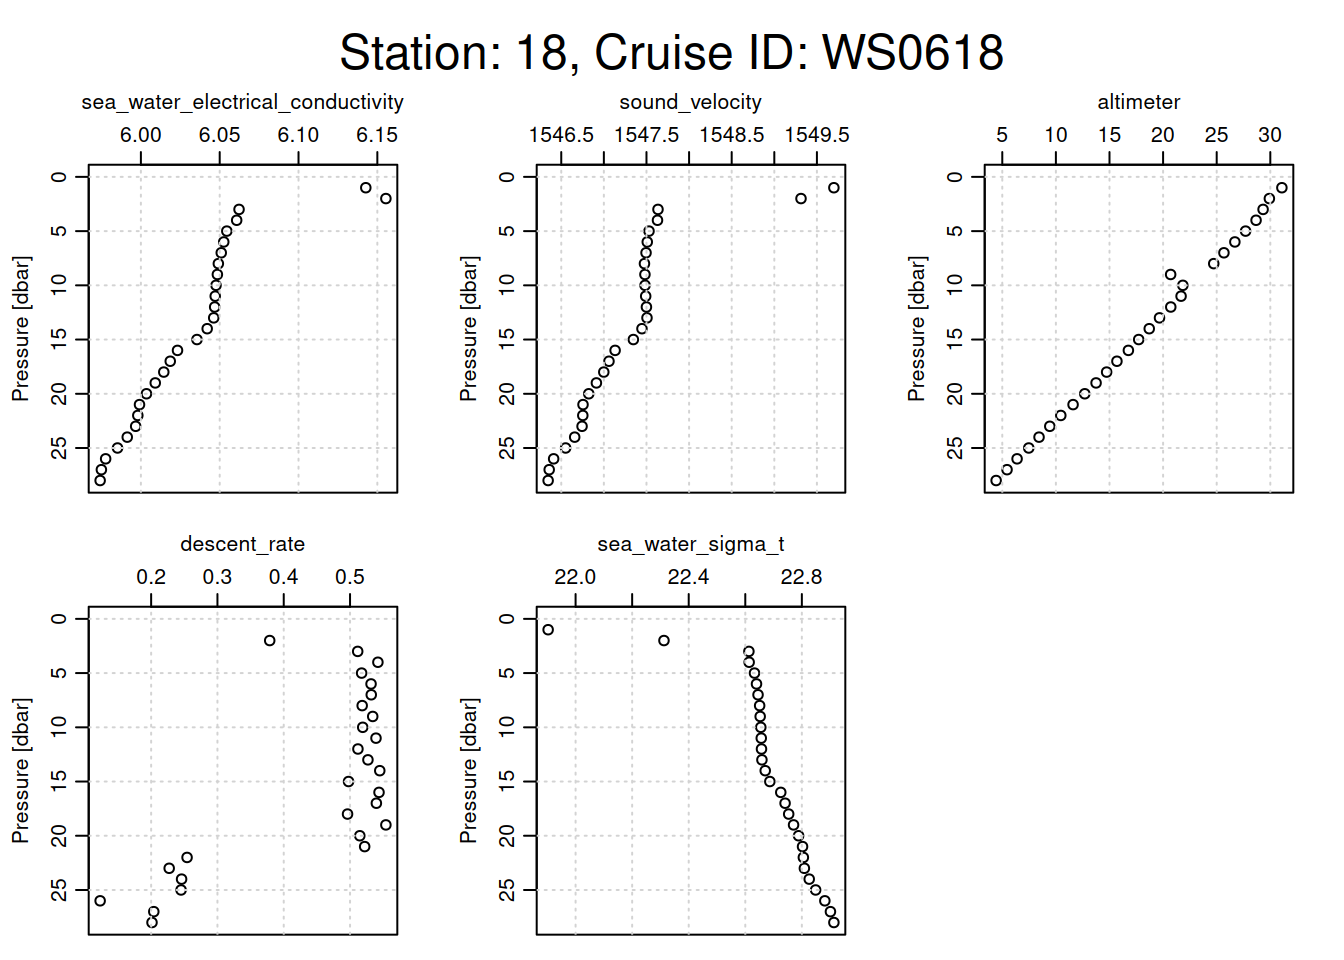 Station: 18, Cruise ID: WS0618
sea_water_electrical_conductivity
6.00 6.05 6.10 6.15
Pressure [dbar]
0
5
10
15
20
25
sound_velocity
1546.5 1547.5 1548.5 1549.5
Pressure [dbar]
0
5
10
15
20
25
altimeter
5 10 15 20 25 30
Pressure [dbar]
0
5
10
15
20
25
descent_rate
0.2 0.3 0.4 0.5
Pressure [dbar]
0
5
10
15
20
25
sea_water_sigma_t
22.0 22.4 22.8
Pressure [dbar]
0
5
10
15
20
25